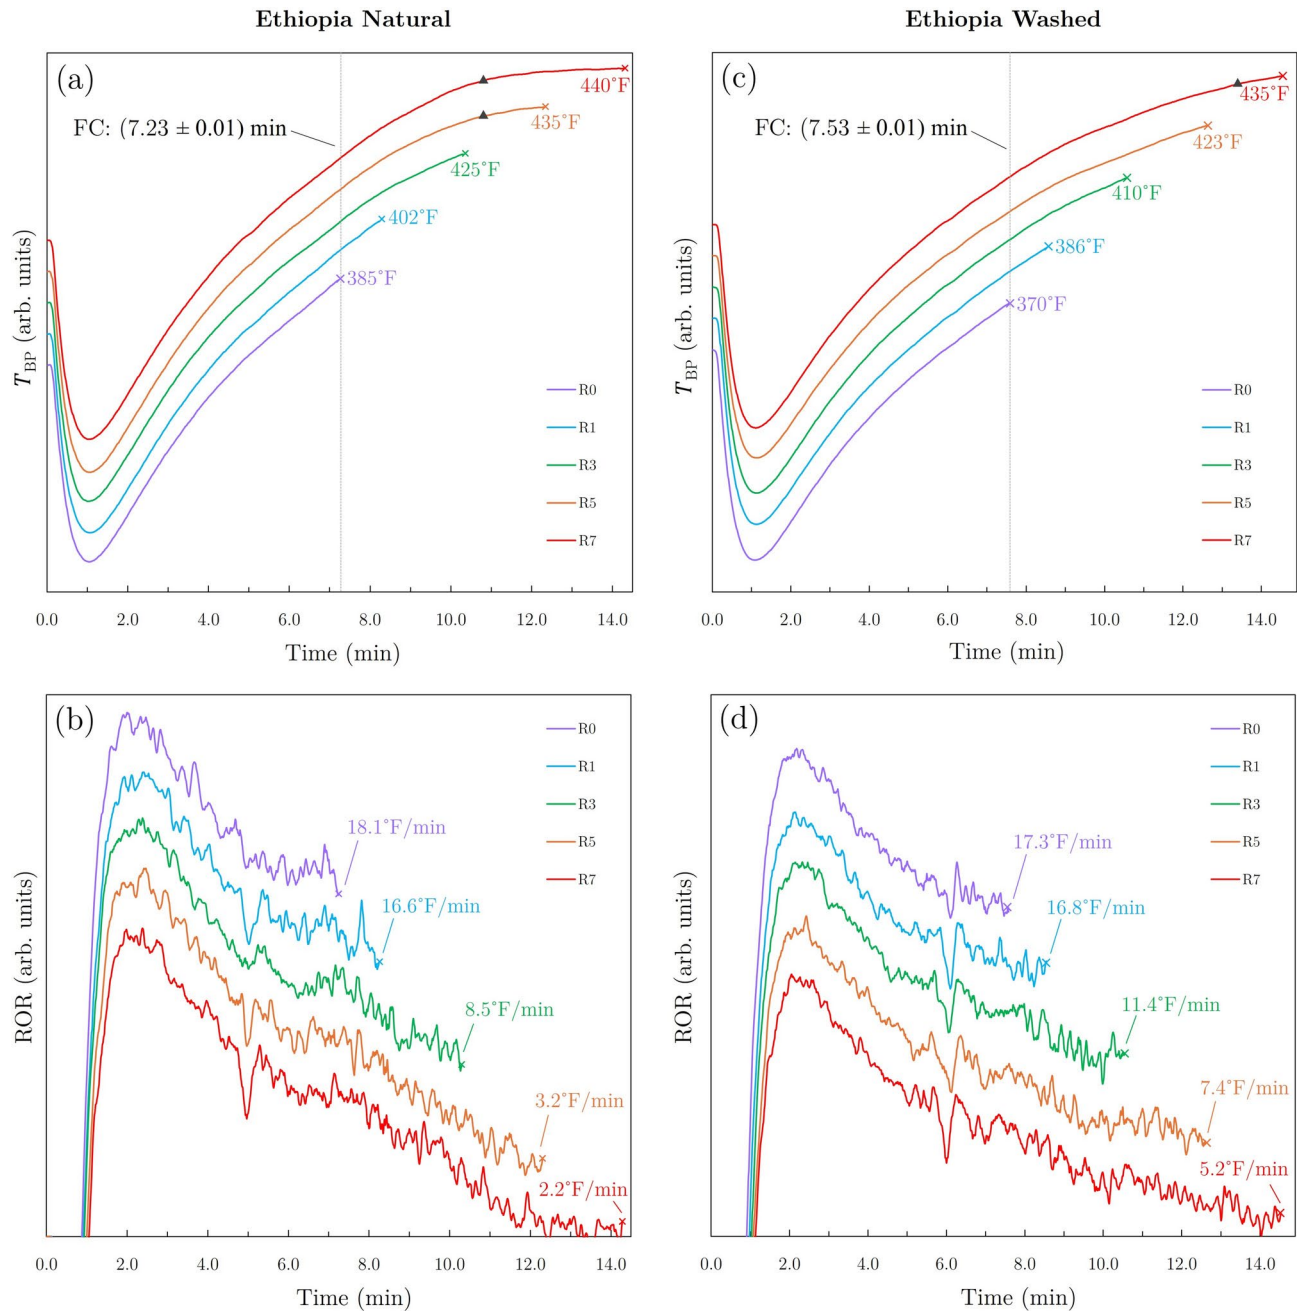 Ethiopia Natural
Ethiopia Washed
(a)
FC: (7.23 ± 0.01) min
440°F
435°F
425°F
402°F
385°F
R0
R1
R3
R5
R7
T BP (arb. units)
0.0 2.0 4.0 6.0 8.0 10.0 12.0 14.0
Time (min)
(c)
FC: (7.53 ± 0.01) min
435°F
423°F
410°F
386°F
370°F
R0
R1
R3
R5
R7
T BP (arb. units)
0.0 2.0 4.0 6.0 8.0 10.0 12.0 14.0
Time (min)
(b)
R0
R1
R3
R5
R7
18.1°F/min
16.6°F/min
8.5°F/min
3.2°F/min
2.2°F/min
ROR (arb. units)
0.0 2.0 4.0 6.0 8.0 10.0 12.0 14.0
Time (min)
(d)
R0
R1
R3
R5
R7
17.3°F/min
16.8°F/min
11.4°F/min
7.4°F/min
5.2°F/min
ROR (arb. units)
0.0 2.0 4.0 6.0 8.0 10.0 12.0 14.0
Time (min)